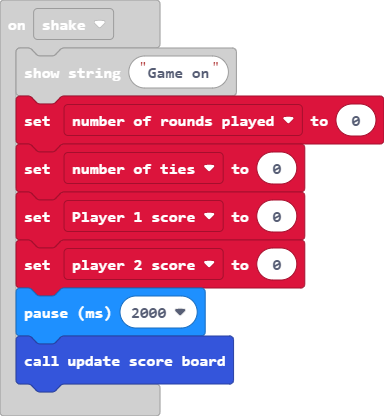 on shake
show string "Game on"
set number of rounds played to 0
set number of ties to 0
set Player 1 score to 0
set player 2 score to 0
pause (ms) 2000
call update score board